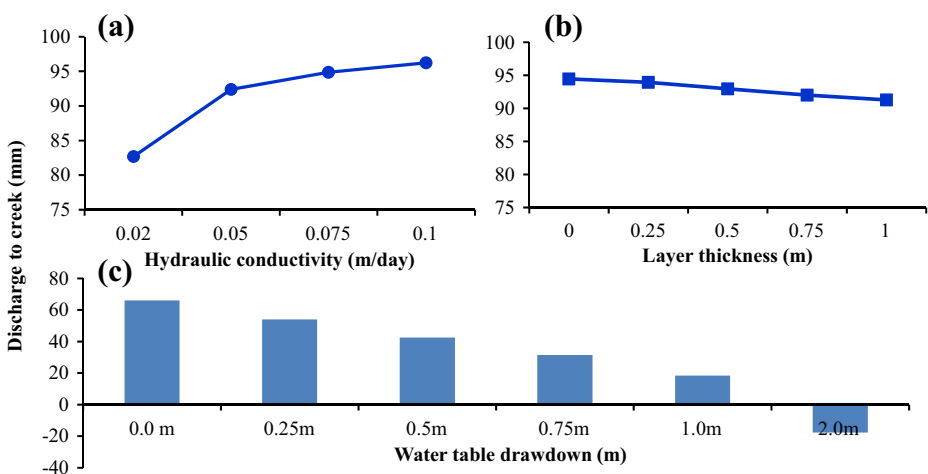 (a)
100
95
90
85
80
75
0.02 0.05 0.075 0.1
Hydraulic conductivity (m/day)
(b)
100
95
90
85
80
75
0 0.25 0.5 0.75 1
Layer thickness (m)
Discharge to creek (mm)
(c)
80
60
40
20
0
-20
-40
0.0 m 0.25m 0.5m 0.75m 1.0m 2.0m
Water table drawdown (m)